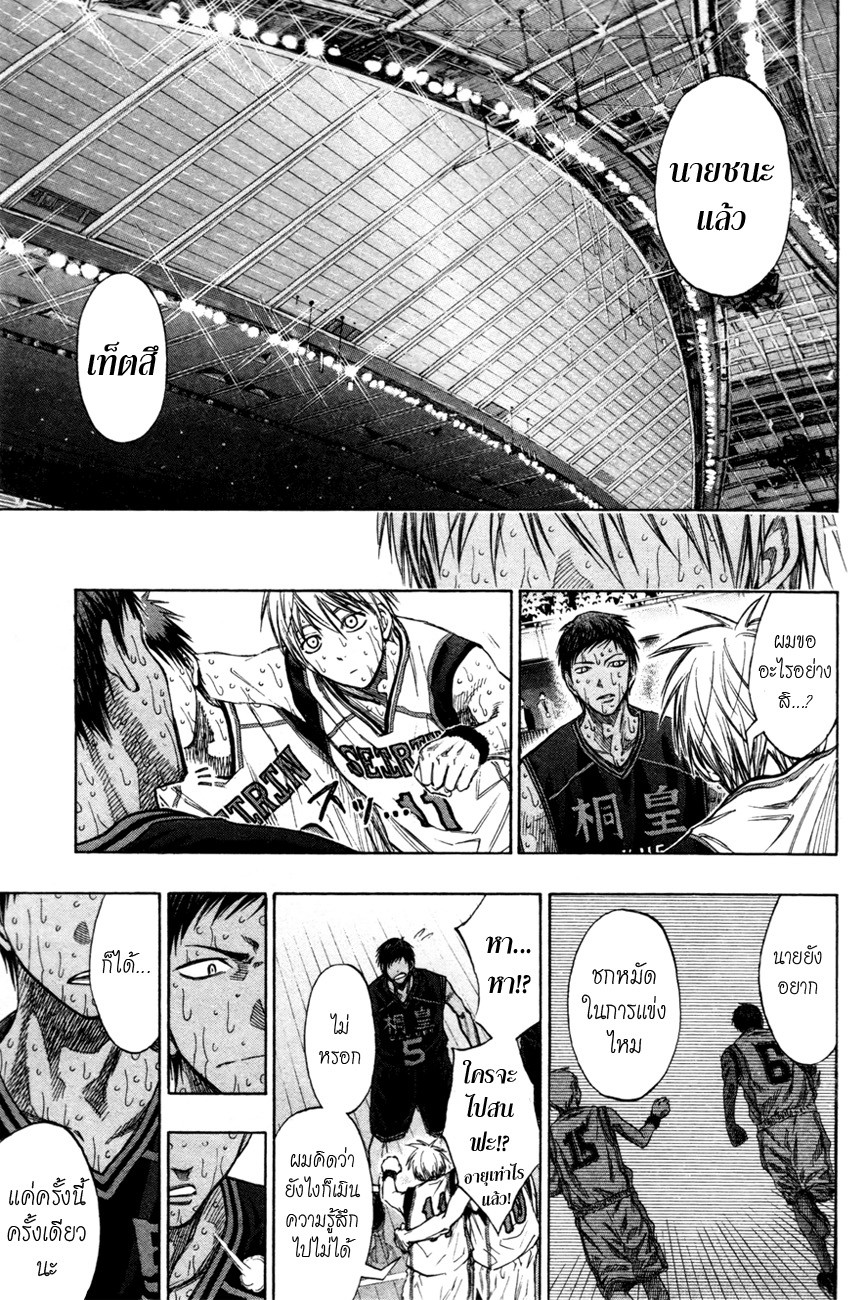 นายชนะ
แล้ว
เท็ตสึ
ผมขอ
อะไรอย่าง
สิ...?
桐皇
SEIRIN
SEIRI
11
スッ...
นายยัง
อยาก
ชกหมัด
ในการแข่ง
ไหม
6
15
หา...
หา!?
ใครจะ
ไปสน
ฟะ!?
อายุเท่าไร
แล้ว!
桐皇
5
11
10
ไม่
หรอก
ผมคิดว่า
ยังไงก็เมิน
ความรู้สึก
ไปไม่ได้
ก็ได้...
แค่ครั้งนี้
ครั้งเดียว
นะ